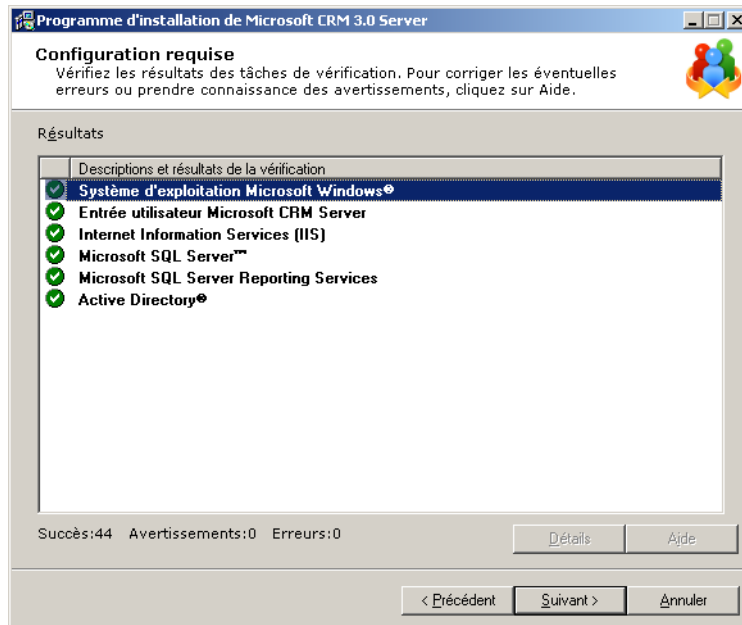 Programme d'installation de Microsoft CRM 3.0 Server
Configuration requise
Vérifiez les résultats des tâches de vérification. Pour corriger les éventuelles
erreurs ou prendre connaissance des avertissements, cliquez sur Aide.
Résultats
Descriptions et résultats de la vérification
Système d'exploitation Microsoft Windows®
Entrée utilisateur Microsoft CRM Server
Internet Information Services (IIS)
Microsoft SQL Server™
Microsoft SQL Server Reporting Services
Active Directory®
Succès:44 Avertissements:0 Erreurs:0
Détails
Aide
< Précédent
Suivant >
Annuler